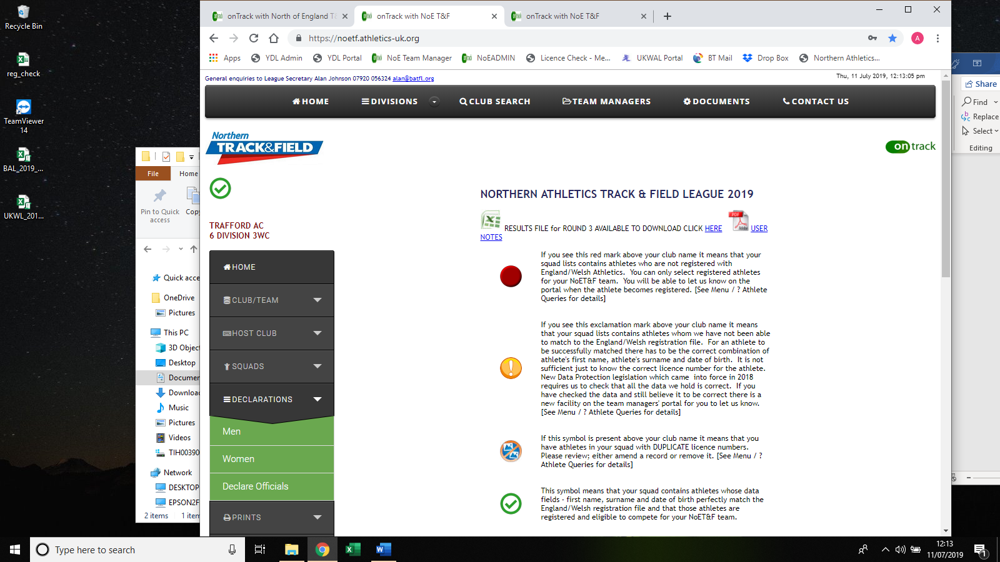 Recycle Bin
reg_check
TeamViewer
14
BAL_2019_...
UKWL_201...
File
Home
Pin to Quick
access
Copy
Quick acce
OneDrive
Pictures
This PC
3D Object
Desktop
Documen
Download
Music
Pictures
Videos
TIH00390
Network
DESKTOP
EPSON2F
2 items
1 item
onTrack with North of England T&
onTrack with NoE T&F
onTrack with NoE T&F
https://noetf.athletics-uk.org
A
Apps
YDL Admin
YDL Portal
NoE Team Manager
NoEADMIN
Licence Check - Me...
UKWAL Portal
BT Mail
Drop Box
Northern Athletics...
General enquiries to League Secretary Alan Johnson 07920 056324 alan@batfl.org
Thu, 11 July 2019, 12:13:05 pm
HOME
DIVISIONS
CLUB SEARCH
TEAM MANAGERS
DOCUMENTS
CONTACT US
Northern
TRACK&FIELD
on track
TRAFFORD AC
6 DIVISION 3WC
HOME
CLUB/TEAM
HOST CLUB
SQUADS
DECLARATIONS
Men
Women
Declare Officials
PRINTS
NORTHERN ATHLETICS TRACK & FIELD LEAGUE 2019
RESULTS FILE for ROUND 3 AVAILABLE TO DOWNLOAD CLICK HERE PDF Adobe USER
NOTES
If you see this red mark above your club name it means that your
squad lists contains athletes who are not registered with
England/Welsh Athletics. You can only select registered athletes
for your NoET&F team. You will be able to let us know on the
portal when the athlete becomes registered. [See Menu / ? Athlete
Queries for details]
If you see this exclamation mark above your club name it means
that your squad lists contains athletes whom we have not been able
to match to the England/Welsh registration file. For an athlete to
be successfully matched there has to be the correct combination of
athlete's first name, athlete's surname and date of birth. It is not
sufficient just to know the correct licence number for the athlete.
New Data Protection legislation which came into force in 2018
requires us to check that all the data we hold is correct. If you
have checked the data and still believe it to be correct there is a
new facility on the team managers' portal for you to let us know.
[See Menu / ? Athlete Queries for details]
If this symbol is present above your club name it means that you
have athletes in your squad with DUPLICATE licence numbers.
Please review; either amend a record or remove it. [See Menu / ?
Athlete Queries for details]
This symbol means that your squad contains athletes whose data
fields - first name, surname and date of birth perfectly match the
England/Welsh registration file and that those athletes are
registered and eligible to compete for your NoET&F team.
Share
Find
Replace
Select
Editing
Type here to search
12:13
11/07/2019
1